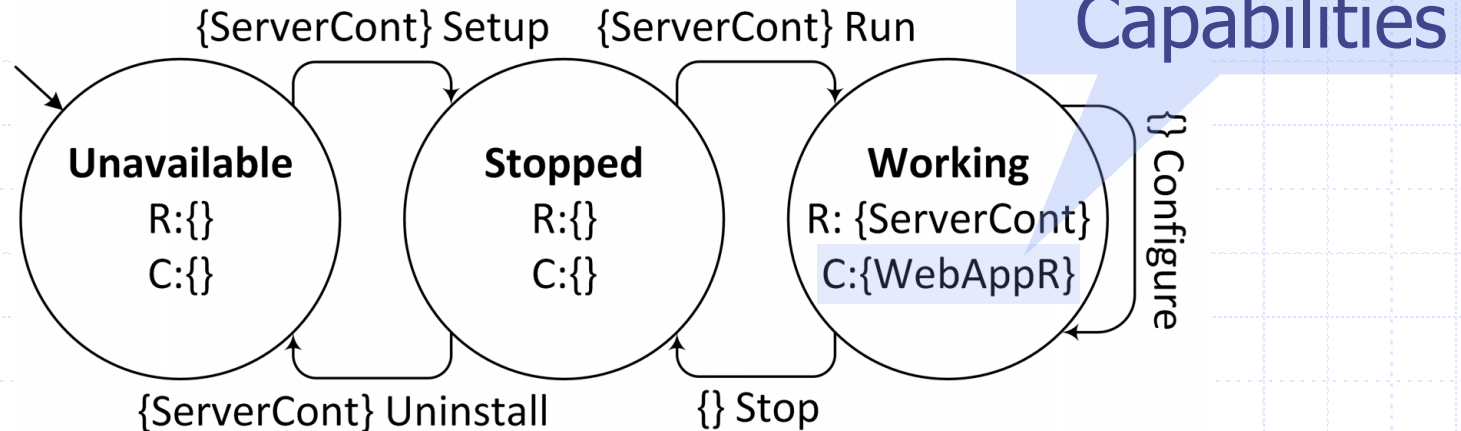 Capabilities
{ServerCont} Setup
{ServerCont} Run
Unavailable
R:{}
C:{}
Stopped
R:{}
C:{}
Working
R: {ServerCont}
C:{WebAppR}
{} Configure
{ServerCont} Uninstall
{} Stop